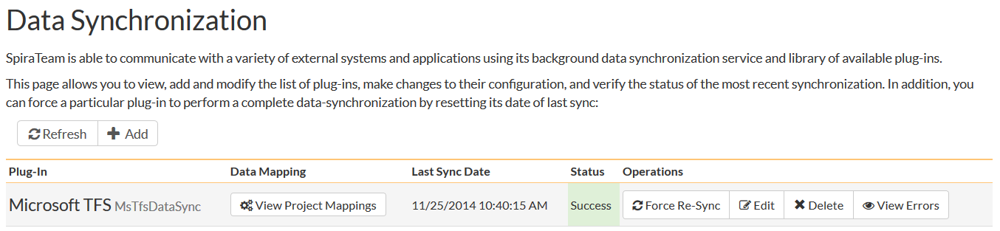 Data Synchronization
SpiraTeam is able to communicate with a variety of external systems and applications using its background data synchronization service and library of available plug-ins.
This page allows you to view, add and modify the list of plug-ins, make changes to their configuration, and verify the status of the most recent synchronization. In addition, you
can force a particular plug-in to perform a complete data-synchronization by resetting its date of last sync:
Refresh Add
Plug-In Data Mapping Last Sync Date Status Operations
Microsoft TFS MsTfsDataSync View Project Mappings 11/25/2014 10:40:15 AM Success Force Re-Sync Edit Delete View Errors